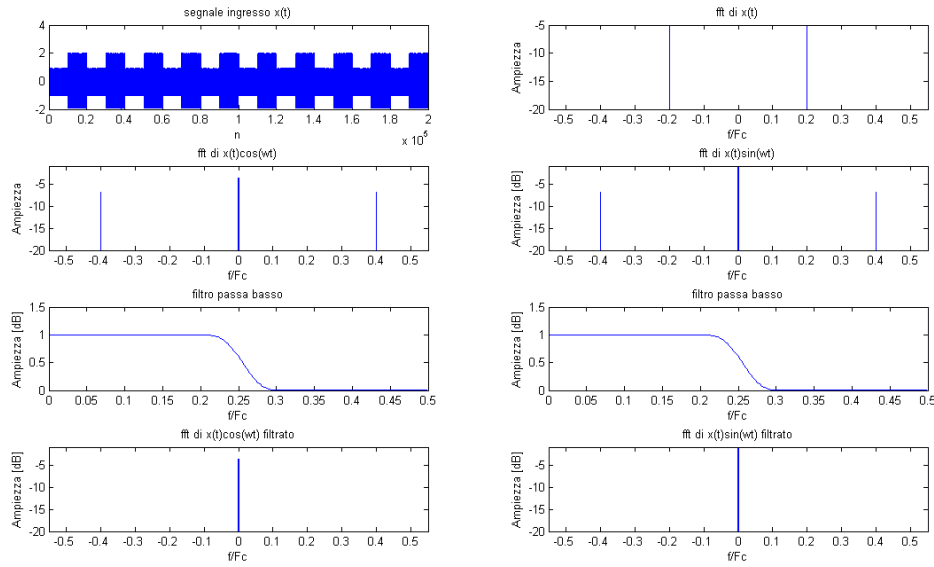 segnale ingresso x(t)
4
2
0
-2
0 0.2 0.4 0.6 0.8 1 1.2 1.4 1.6 1.8 2
n
x 10^5
fft di x(t)
Ampiezza
-5
-10
-15
-20
-0.5 -0.4 -0.3 -0.2 -0.1 0 0.1 0.2 0.3 0.4 0.5
f/Fc
fft di x(t)cos(wt)
Ampiezza
-5
-10
-15
-20
-0.5 -0.4 -0.3 -0.2 -0.1 0 0.1 0.2 0.3 0.4 0.5
f/Fc
fft di x(t)sin(wt)
Ampiezza [dB]
-5
-10
-15
-20
-0.5 -0.4 -0.3 -0.2 -0.1 0 0.1 0.2 0.3 0.4 0.5
f/Fc
filtro passa basso
Ampiezza [dB]
1.5
1
0.5
0
0 0.05 0.1 0.15 0.2 0.25 0.3 0.35 0.4 0.45 0.5
f/Fc
filtro passa basso
Ampiezza [dB]
1.5
1
0.5
0
0 0.05 0.1 0.15 0.2 0.25 0.3 0.35 0.4 0.45 0.5
f/Fc
fft di x(t)cos(wt) filtrato
Ampiezza [dB]
-5
-10
-15
-20
-0.5 -0.4 -0.3 -0.2 -0.1 0 0.1 0.2 0.3 0.4 0.5
f/Fc
fft di x(t)sin(wt) filtrato
Ampiezza [dB]
-5
-10
-15
-20
-0.5 -0.4 -0.3 -0.2 -0.1 0 0.1 0.2 0.3 0.4 0.5
f/Fc